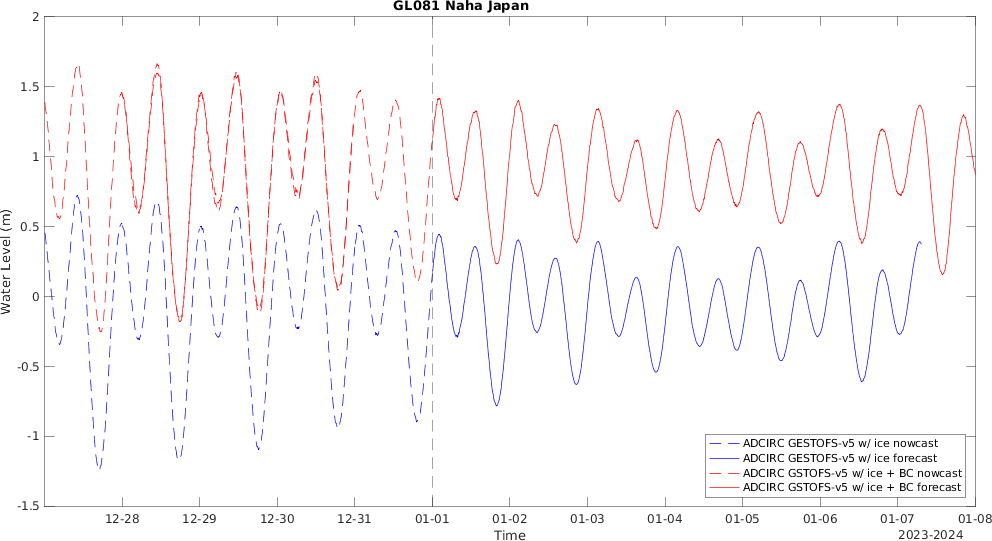 GL081 Naha Japan
2
1.5
1
0.5
0
-0.5
-1
-1.5
Water Level (m)
ADCIRC GESTOFS-v5 w/ ice nowcast
ADCIRC GESTOFS-v5 w/ ice forecast
ADCIRC GSTOFS-v5 w/ ice + BC nowcast
ADCIRC GSTOFS-v5 w/ ice + BC forecast
12-28 12-29 12-30 12-31 01-01 01-02 01-03 01-04 01-05 01-06 01-07 01-08
Time
2023-2024